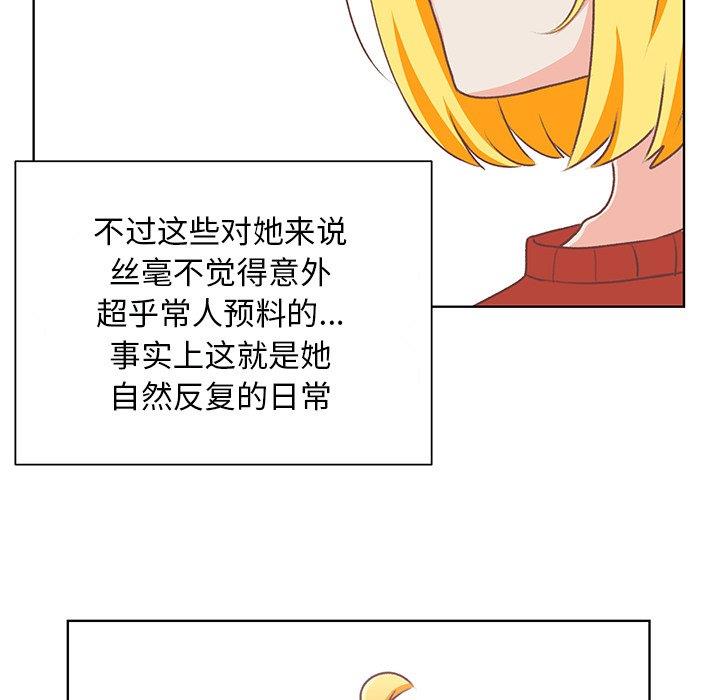 不过这些对她来说
丝毫不觉得意外
超乎常人预料的...
事实上这就是她
自然反复的日常